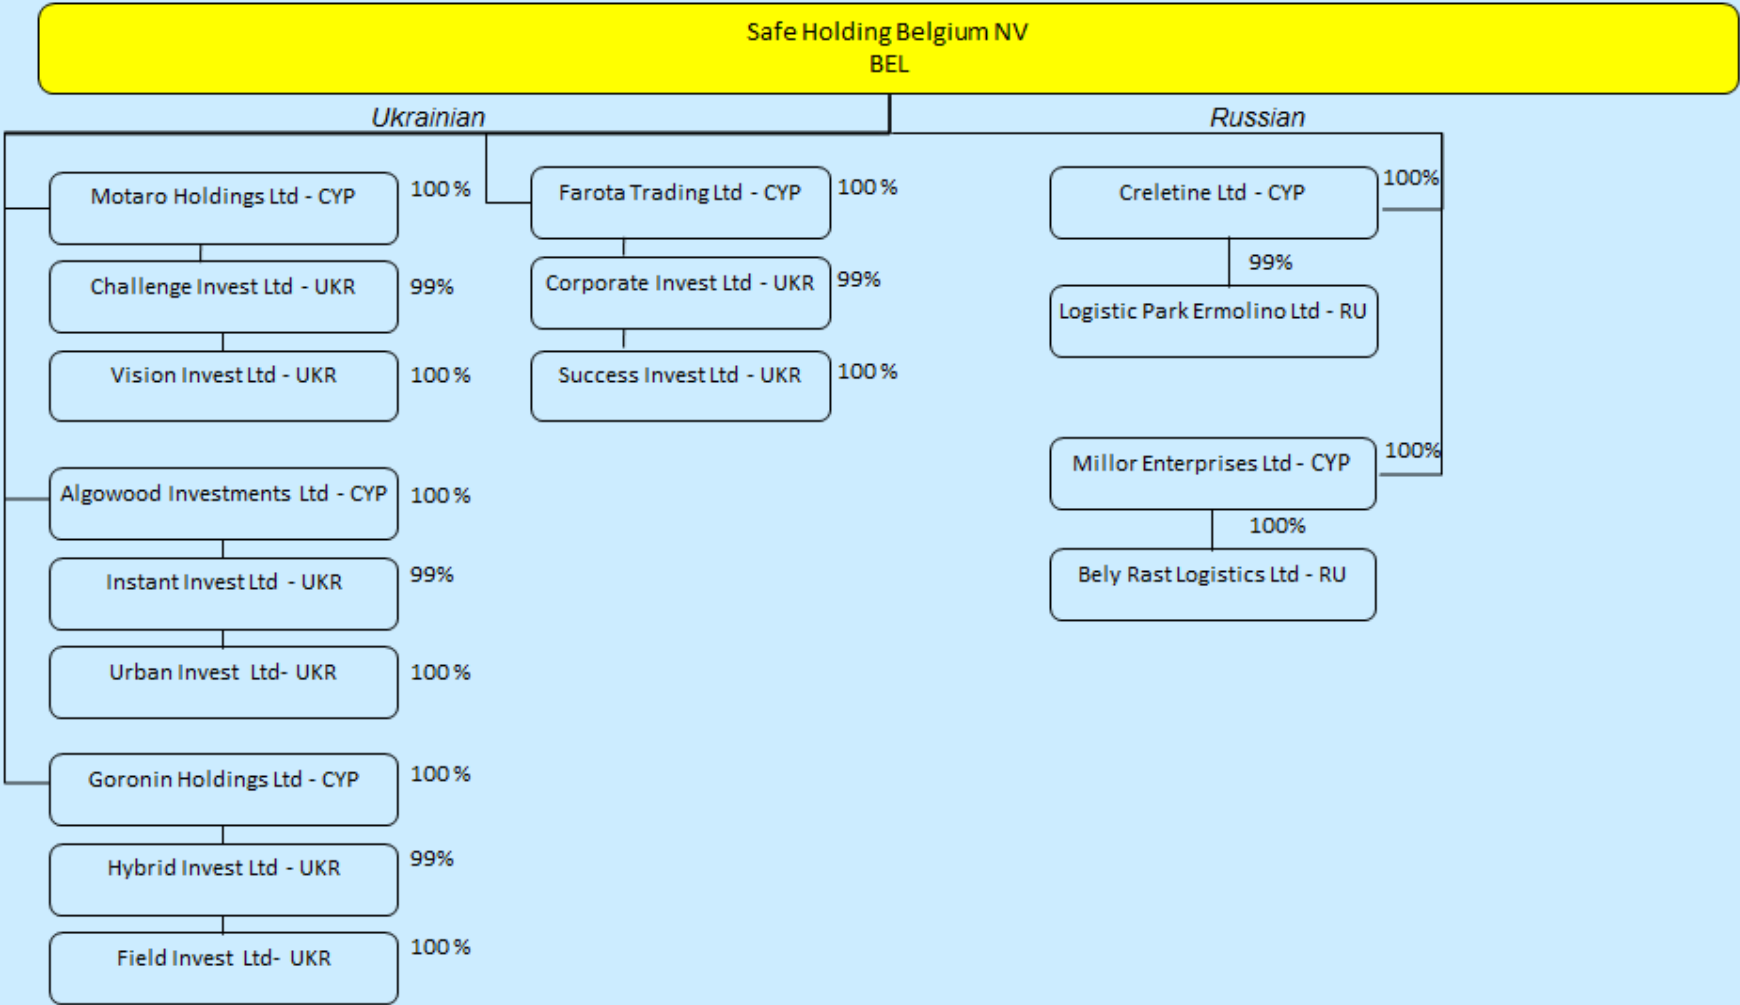 Safe Holding Belgium NV
BEL
Ukrainian
Russian
Motaro Holdings Ltd - CYP
100%
Challenge Invest Ltd - UKR
99%
Vision Invest Ltd - UKR
100%
Algowood Investments Ltd - CYP
100%
Instant Invest Ltd - UKR
99%
Urban Invest Ltd- UKR
100%
Goronin Holdings Ltd - CYP
100%
Hybrid Invest Ltd - UKR
99%
Field Invest Ltd- UKR
100%
Farota Trading Ltd - CYP
100%
Corporate Invest Ltd - UKR
99%
Success Invest Ltd - UKR
100%
Creletine Ltd - CYP
100%
99%
Logistic Park Ermolino Ltd - RU
Millor Enterprises Ltd - CYP
100%
100%
Bely Rast Logistics Ltd - RU